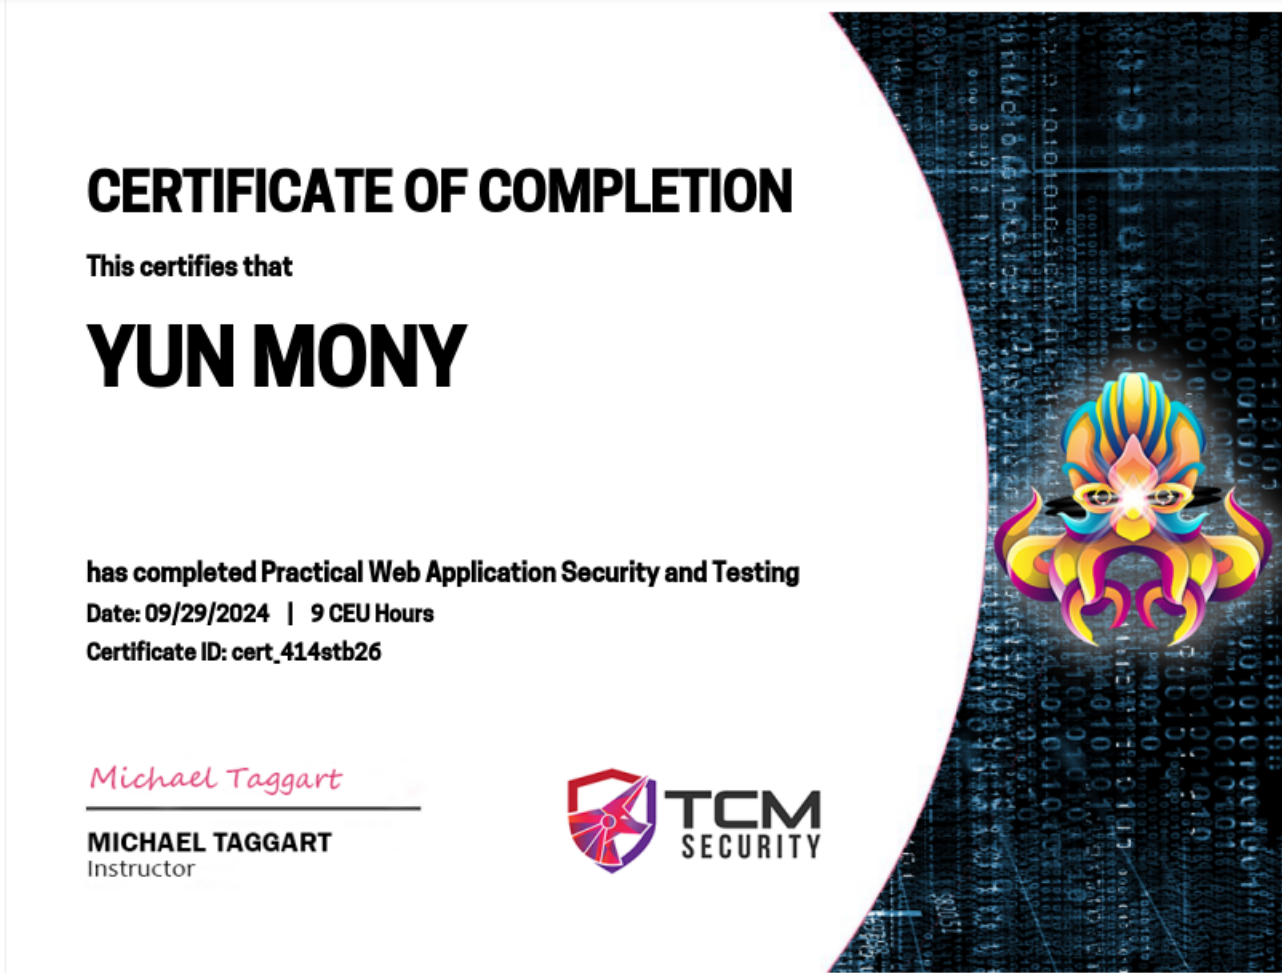 CERTIFICATE OF COMPLETION
This certifies that
YUN MONY
has completed Practical Web Application Security and Testing
Date: 09/29/2024 | 9 CEU Hours
Certificate ID: cert_414stb26
Michael Taggart
MICHAEL TAGGART
Instructor
TCM
SECURITY